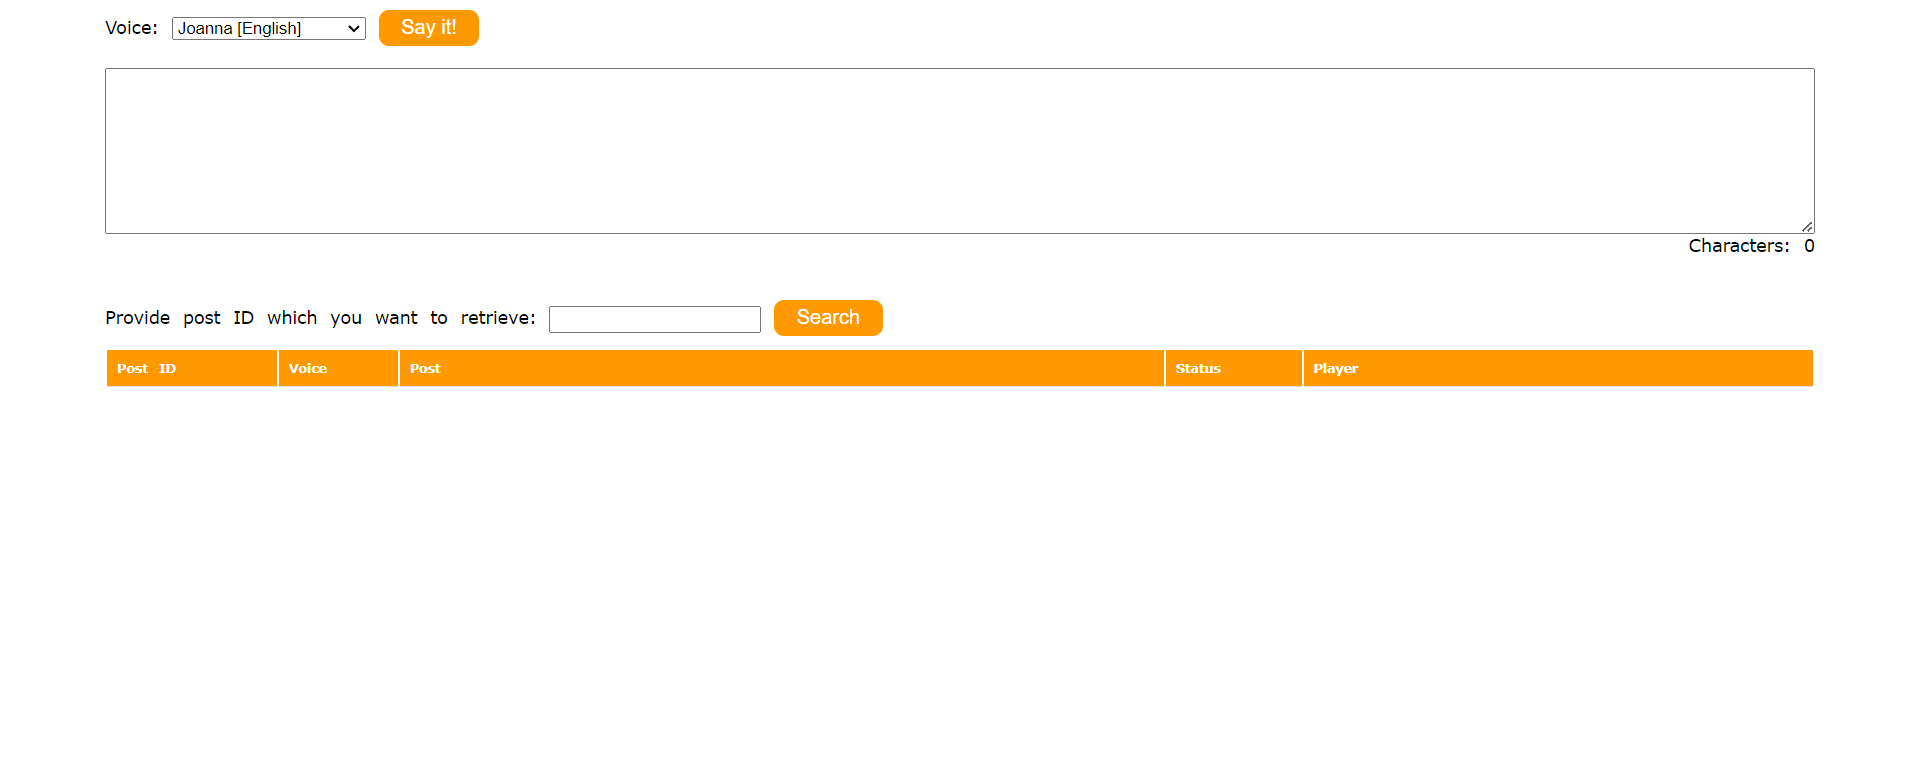 Voice: Joanna [English] Say it!
Characters: 0
Provide post ID which you want to retrieve: Search
Post ID Voice Post Status Player